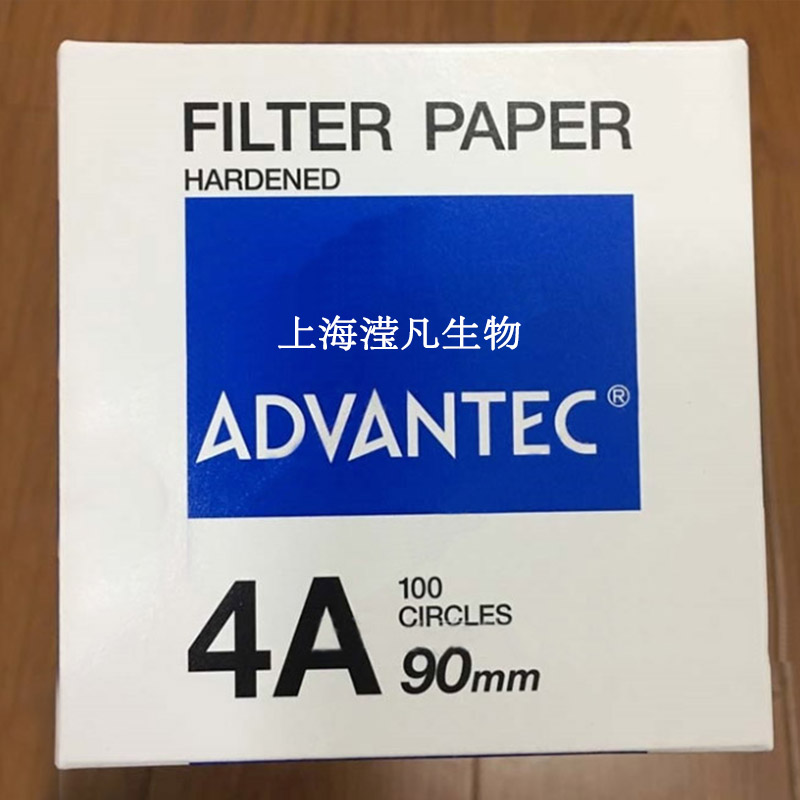 FILTER PAPER
HARDENED
上海滢凡生物
ADVANTEC®
4A
100
CIRCLES
90mm